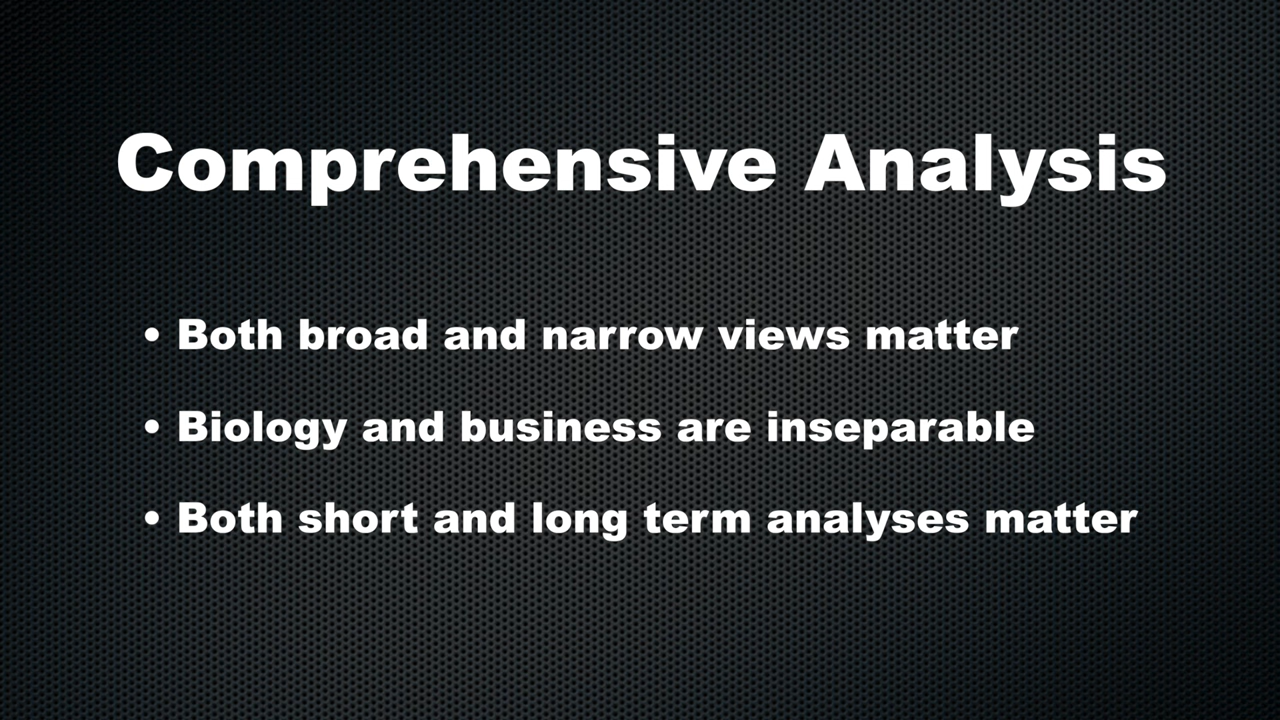 Comprehensive Analysis
• Both broad and narrow views matter
• Biology and business are inseparable
• Both short and long term analyses matter